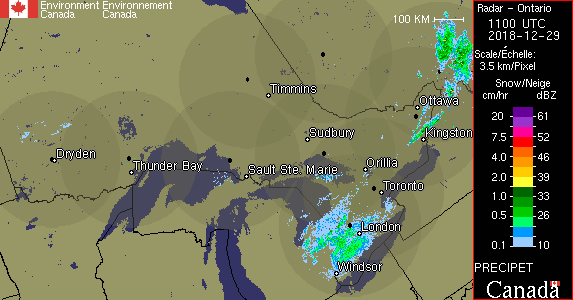 Environment Environnement
Canada Canada
100 KM
Timmins
Ottawa
Sudbury
Kingston
Dryden
Thunder Bay
Sault Ste. Marie
Orillia
Toronto
London
Windsor
Radar - Ontario
1100 UTC
2018-12-29
Scale/Échelle:
3.5 km/Pixel
Snow/Neige
cm/hr dBZ
20 61
7.5 52
4.0 46
2.0 39
1.0 33
0.5 26
0.1 10
PRECIPET
Canada